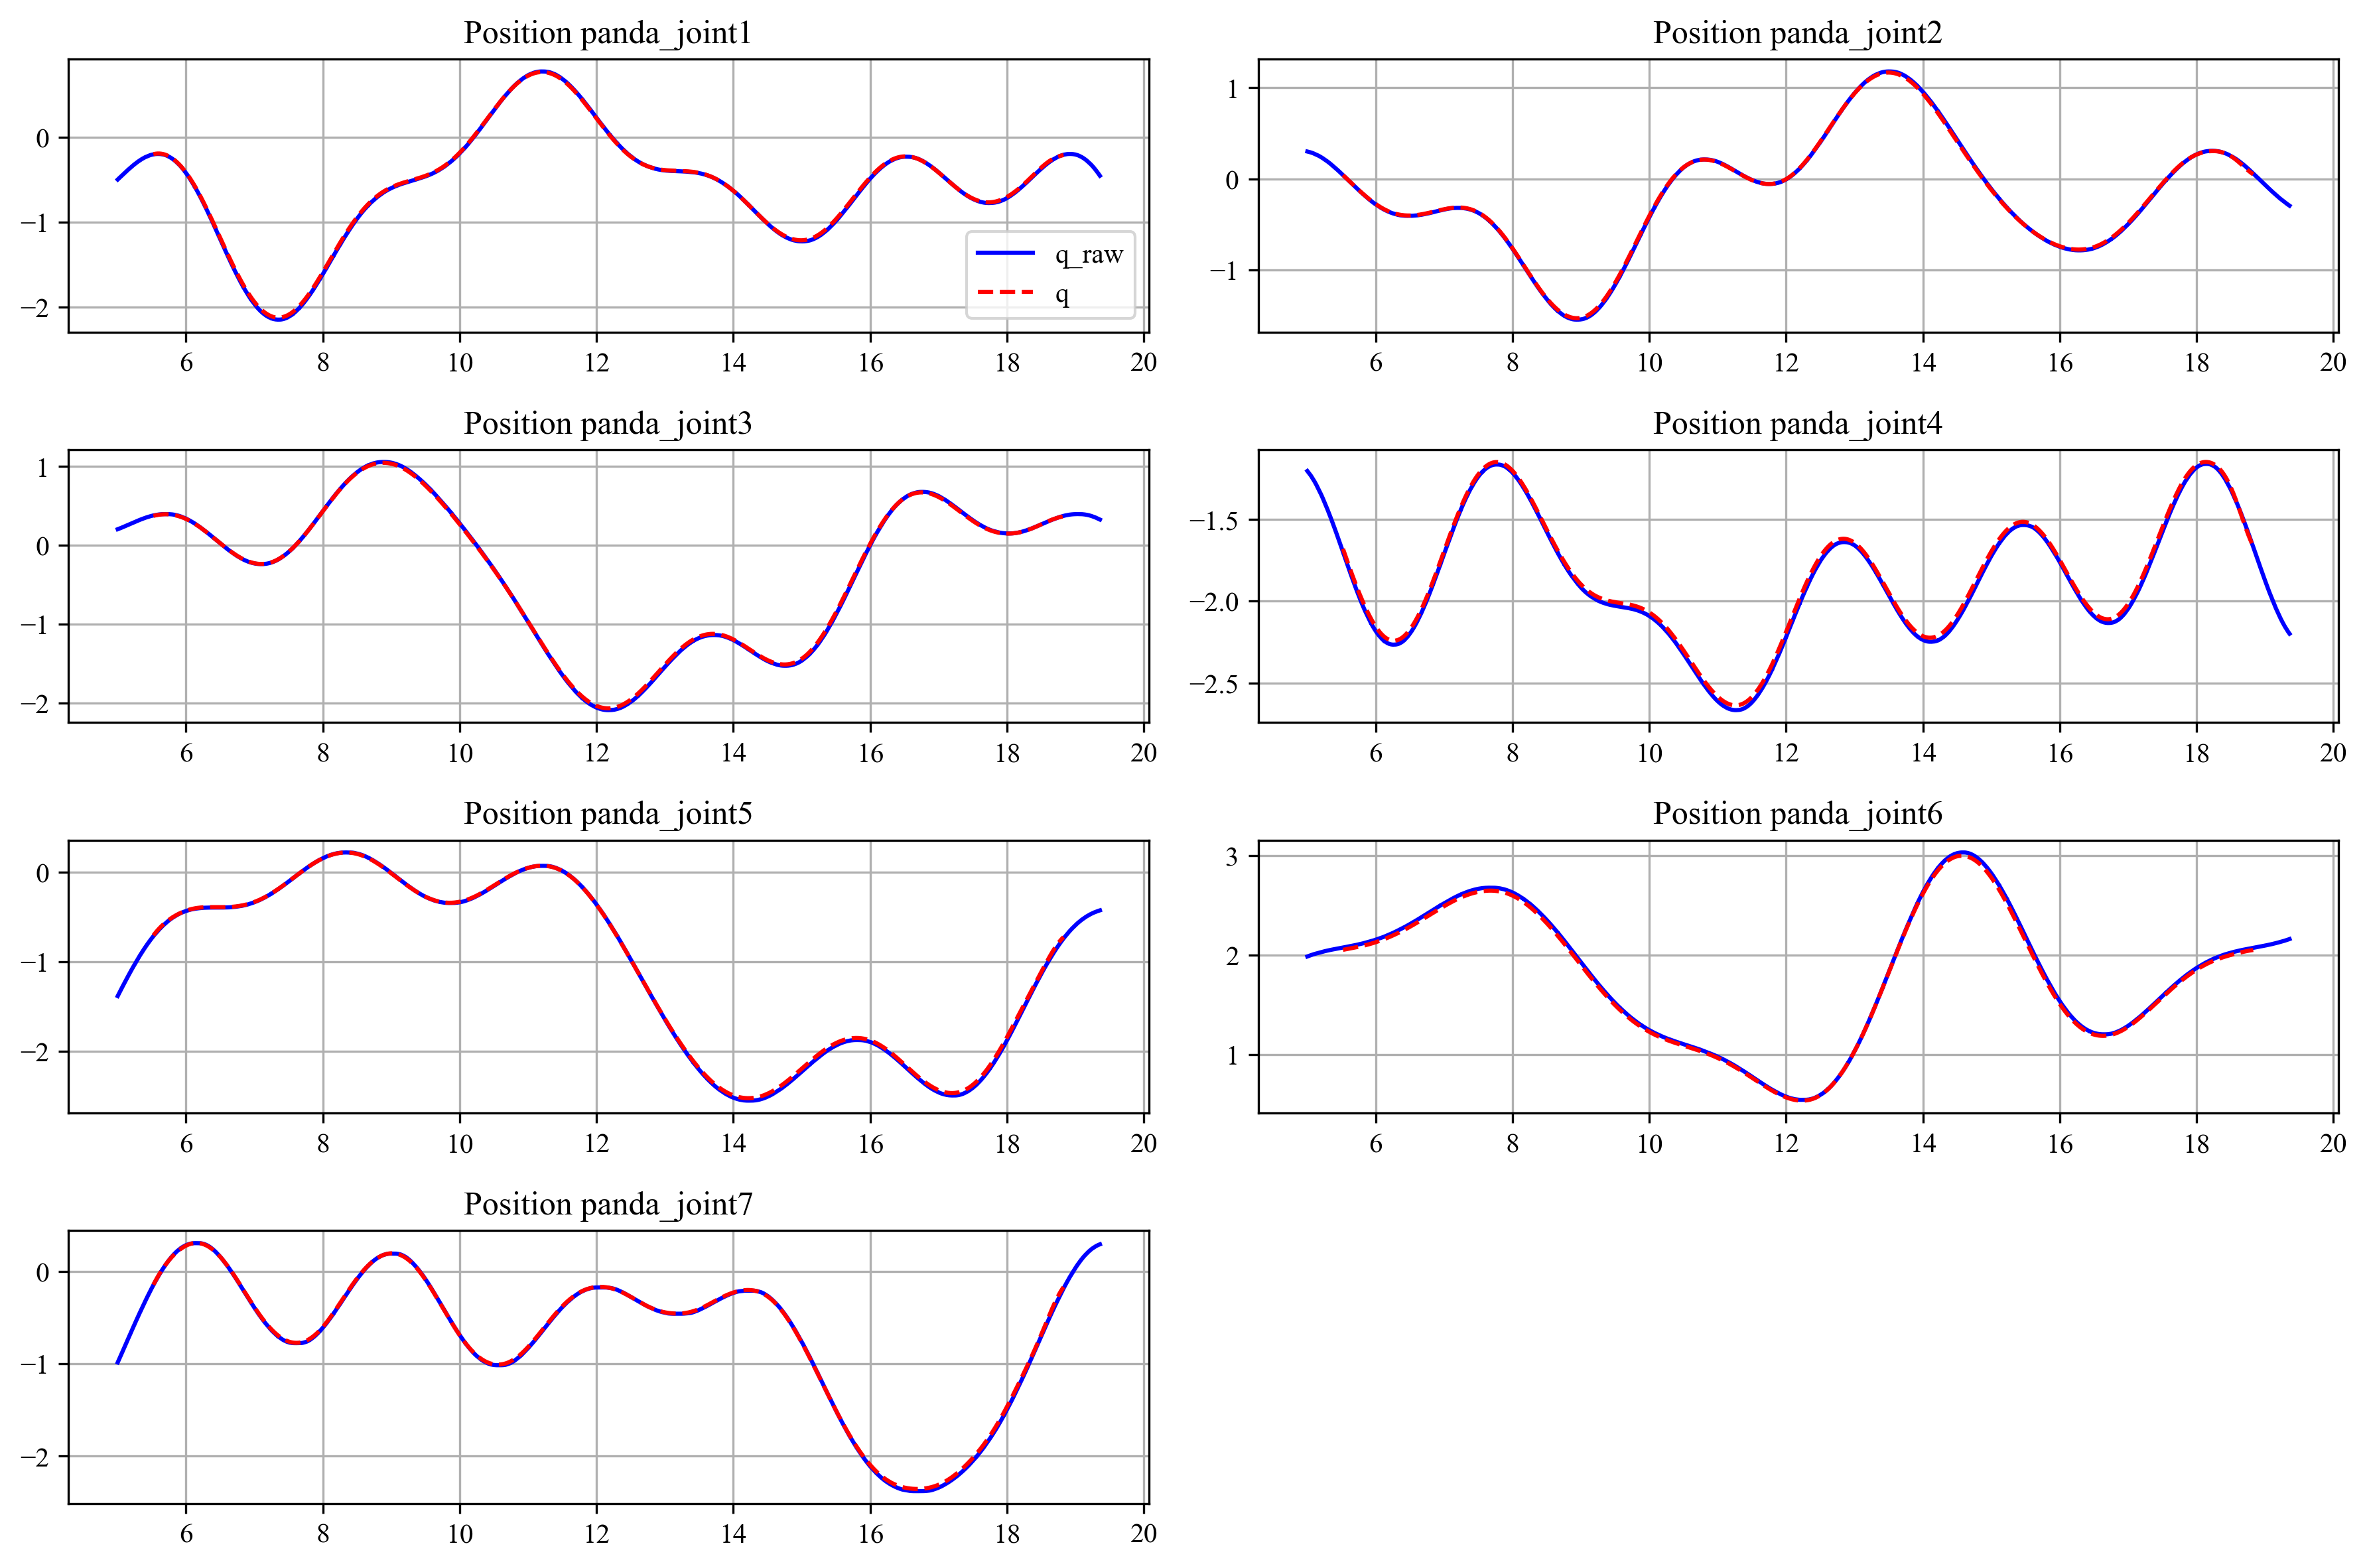 Position panda_joint1
0
−1
−2
6 8 10 12 14 16 18 20
q_raw
q
Position panda_joint2
1
0
−1
6 8 10 12 14 16 18 20
Position panda_joint3
1
0
−1
−2
6 8 10 12 14 16 18 20
Position panda_joint4
−1.5
−2.0
−2.5
6 8 10 12 14 16 18 20
Position panda_joint5
0
−1
−2
6 8 10 12 14 16 18 20
Position panda_joint6
3
2
1
6 8 10 12 14 16 18 20
Position panda_joint7
0
−1
−2
6 8 10 12 14 16 18 20